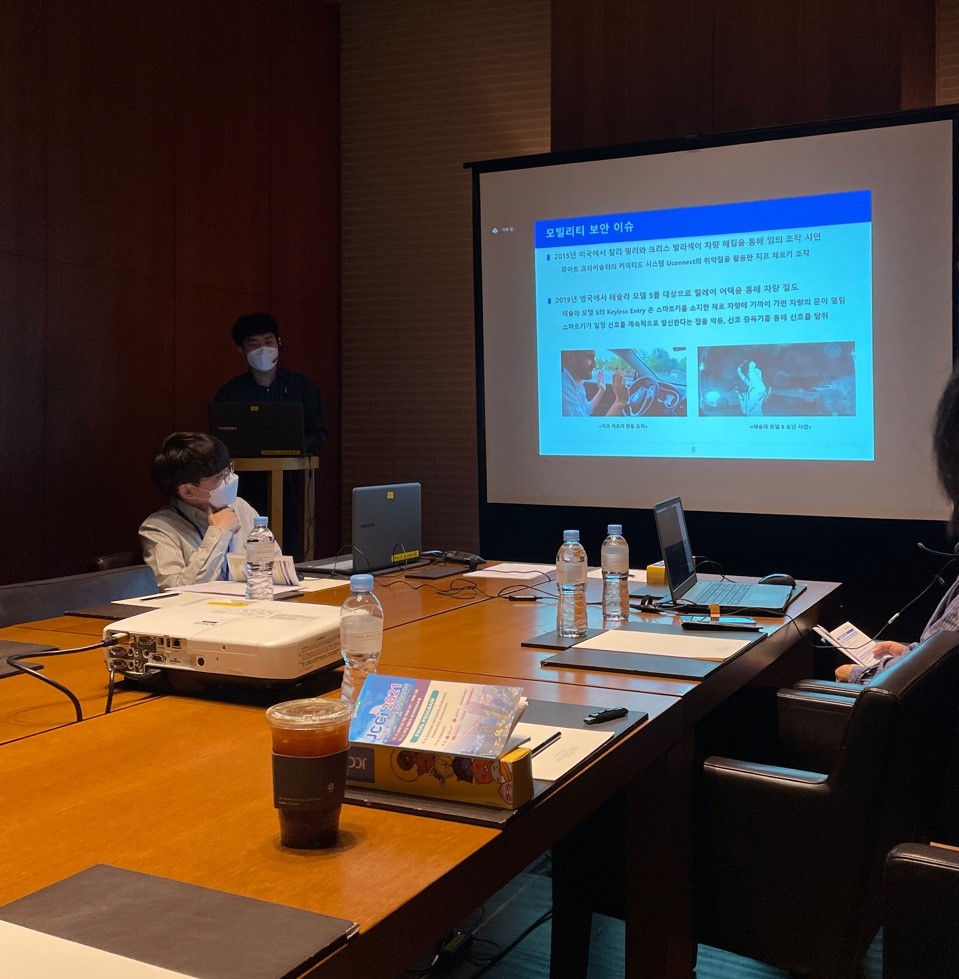 모빌리티 보안 이슈
2015년 미국에서 찰리 밀러와 크리스 발라섹이 차량 해킹을 통해 임의 조작 시연
피아트 크라이슬러의 커넥티드 시스템 Uconnect의 취약점을 활용한 지프 체로키 조작
2019년 영국에서 테슬라 모델 S를 대상으로 릴레이 어택을 통해 차량 절도
테슬라 모델 S의 Keyless Entry 은 스마트키를 소지한 채로 차량에 가까이 가면 차량의 문이 열림
스마트키가 일정 신호를 계속적으로 발신한다는 점을 악용, 신호 증폭기를 통해 신호를 탈취
<지프 체로키 원격 조작>
<테슬라 모델 S 도난 사건>
5
SAMSUNG
JCCI 2021
JCC